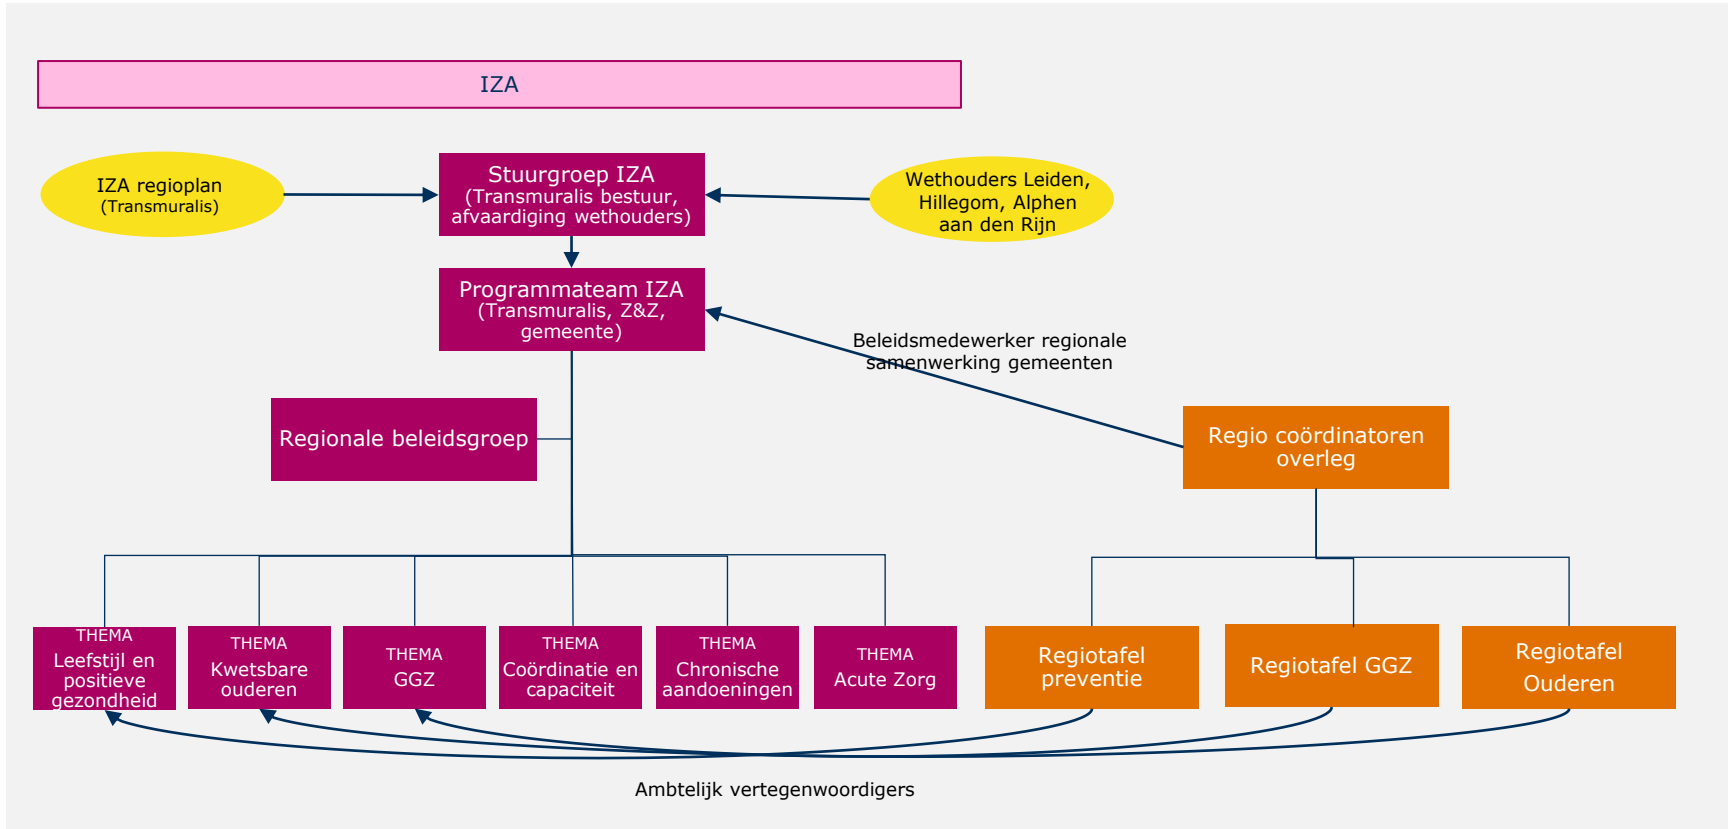 IZA
IZA regioplan
(Transmuralis)
Stuurgroep IZA
(Transmuralis bestuur,
afvaardiging wethouders)
Wethouders Leiden,
Hillegom, Alphen
aan den Rijn
Programmateam IZA
(Transmuralis, Z&Z,
gemeente)
Beleidsmedewerker regionale
samenwerking gemeenten
Regionale beleidsgroep
Regio coördinatoren
overleg
THEMA
Leefstijl en
positieve
gezondheid
THEMA
Kwetsbare
ouderen
THEMA
GGZ
THEMA
Coördinatie en
capaciteit
THEMA
Chronische
aandoeningen
THEMA
Acute Zorg
Regiotafel
preventie
Regiotafel GGZ
Regiotafel
Ouderen
Ambtelijk vertegenwoordigers